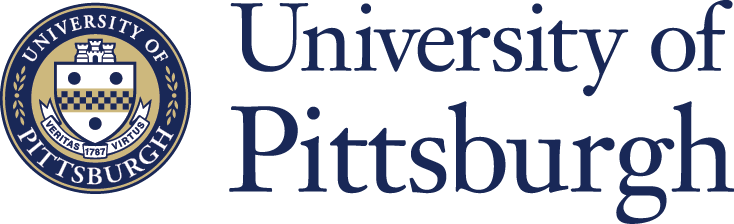 UNIVERSITY OF
PITTSBURGH
VERITAS 1787 VIRTUS
University of
Pittsburgh